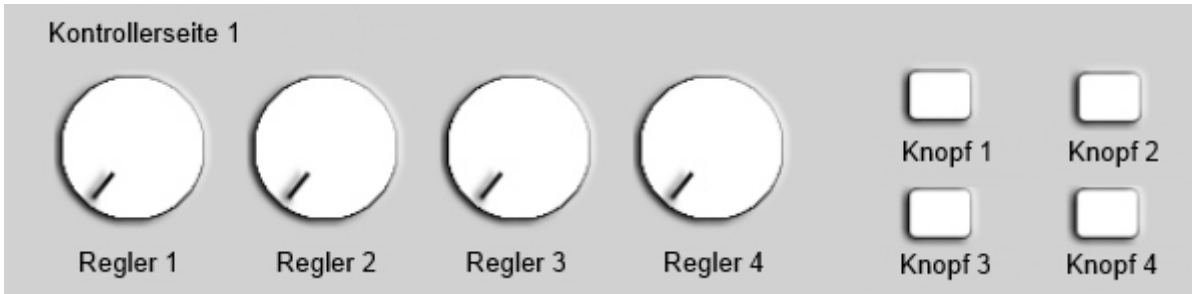 Kontrollerseite 1
Knopf 1 Knopf 2
Regler 1 Regler 2 Regler 3 Regler 4
Knopf 3 Knopf 4